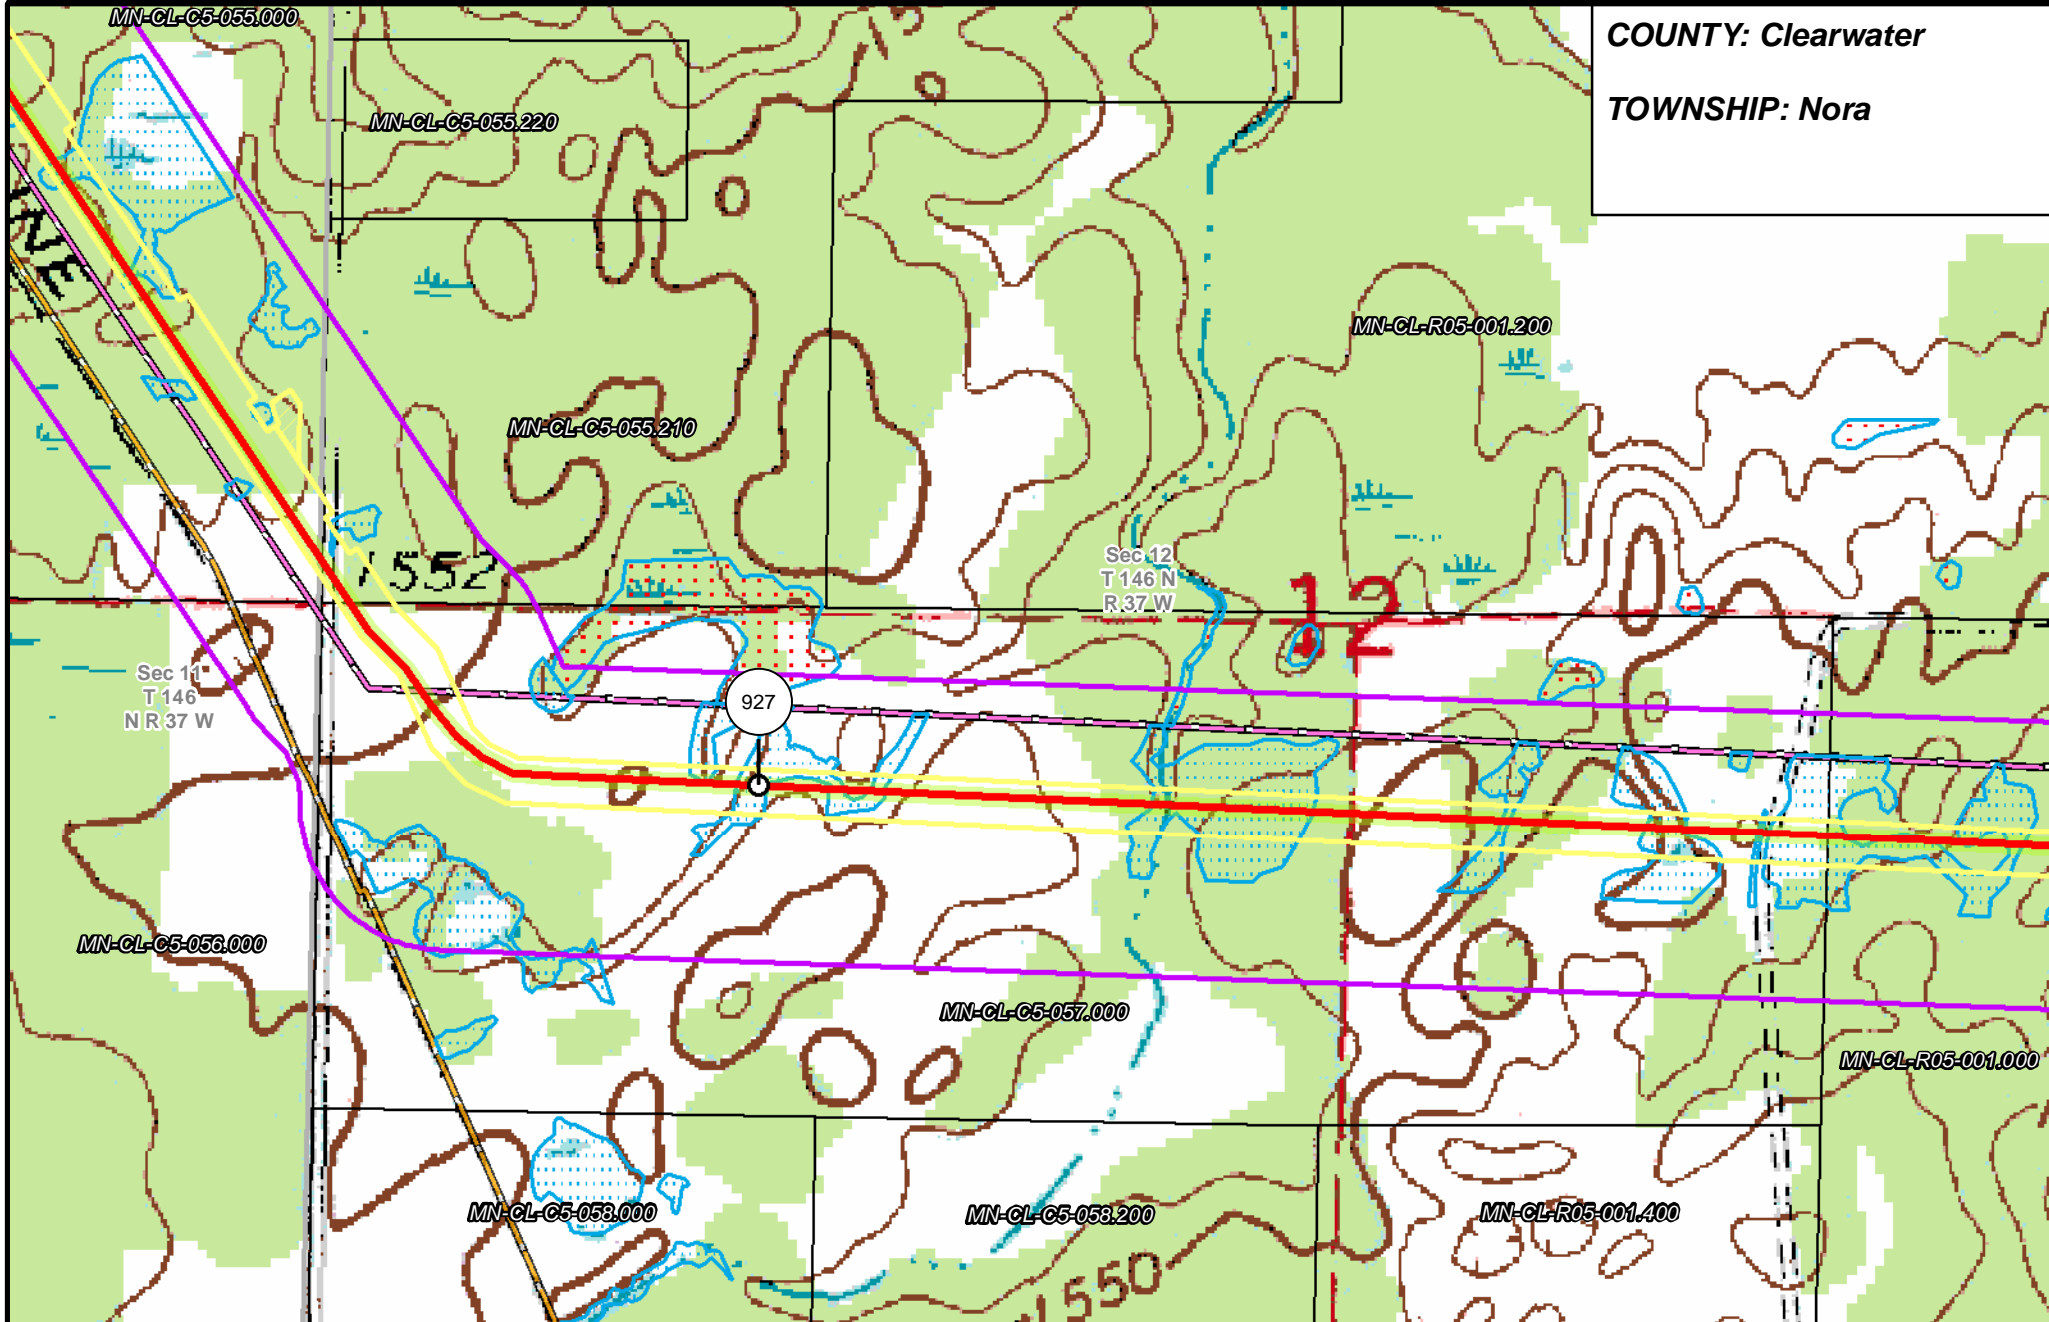 MN-CL-C5-055.000
COUNTY: Clearwater
TOWNSHIP: Nora
MN-CL-C5-055.220
INE
MN-CL-R05-001.200
MN-CL-C5-055.210
1552
Sec 12
T 146 N
R 37 W
12
Sec 11
T 146
N R 37 W
927
MN-CL-C5-056.000
MN-CL-C5-057.000
MN-CL-R05-001.000
MN-CL-C5-058.000
MN-CL-C5-058.200
MN-CL-R05-001.400
1550